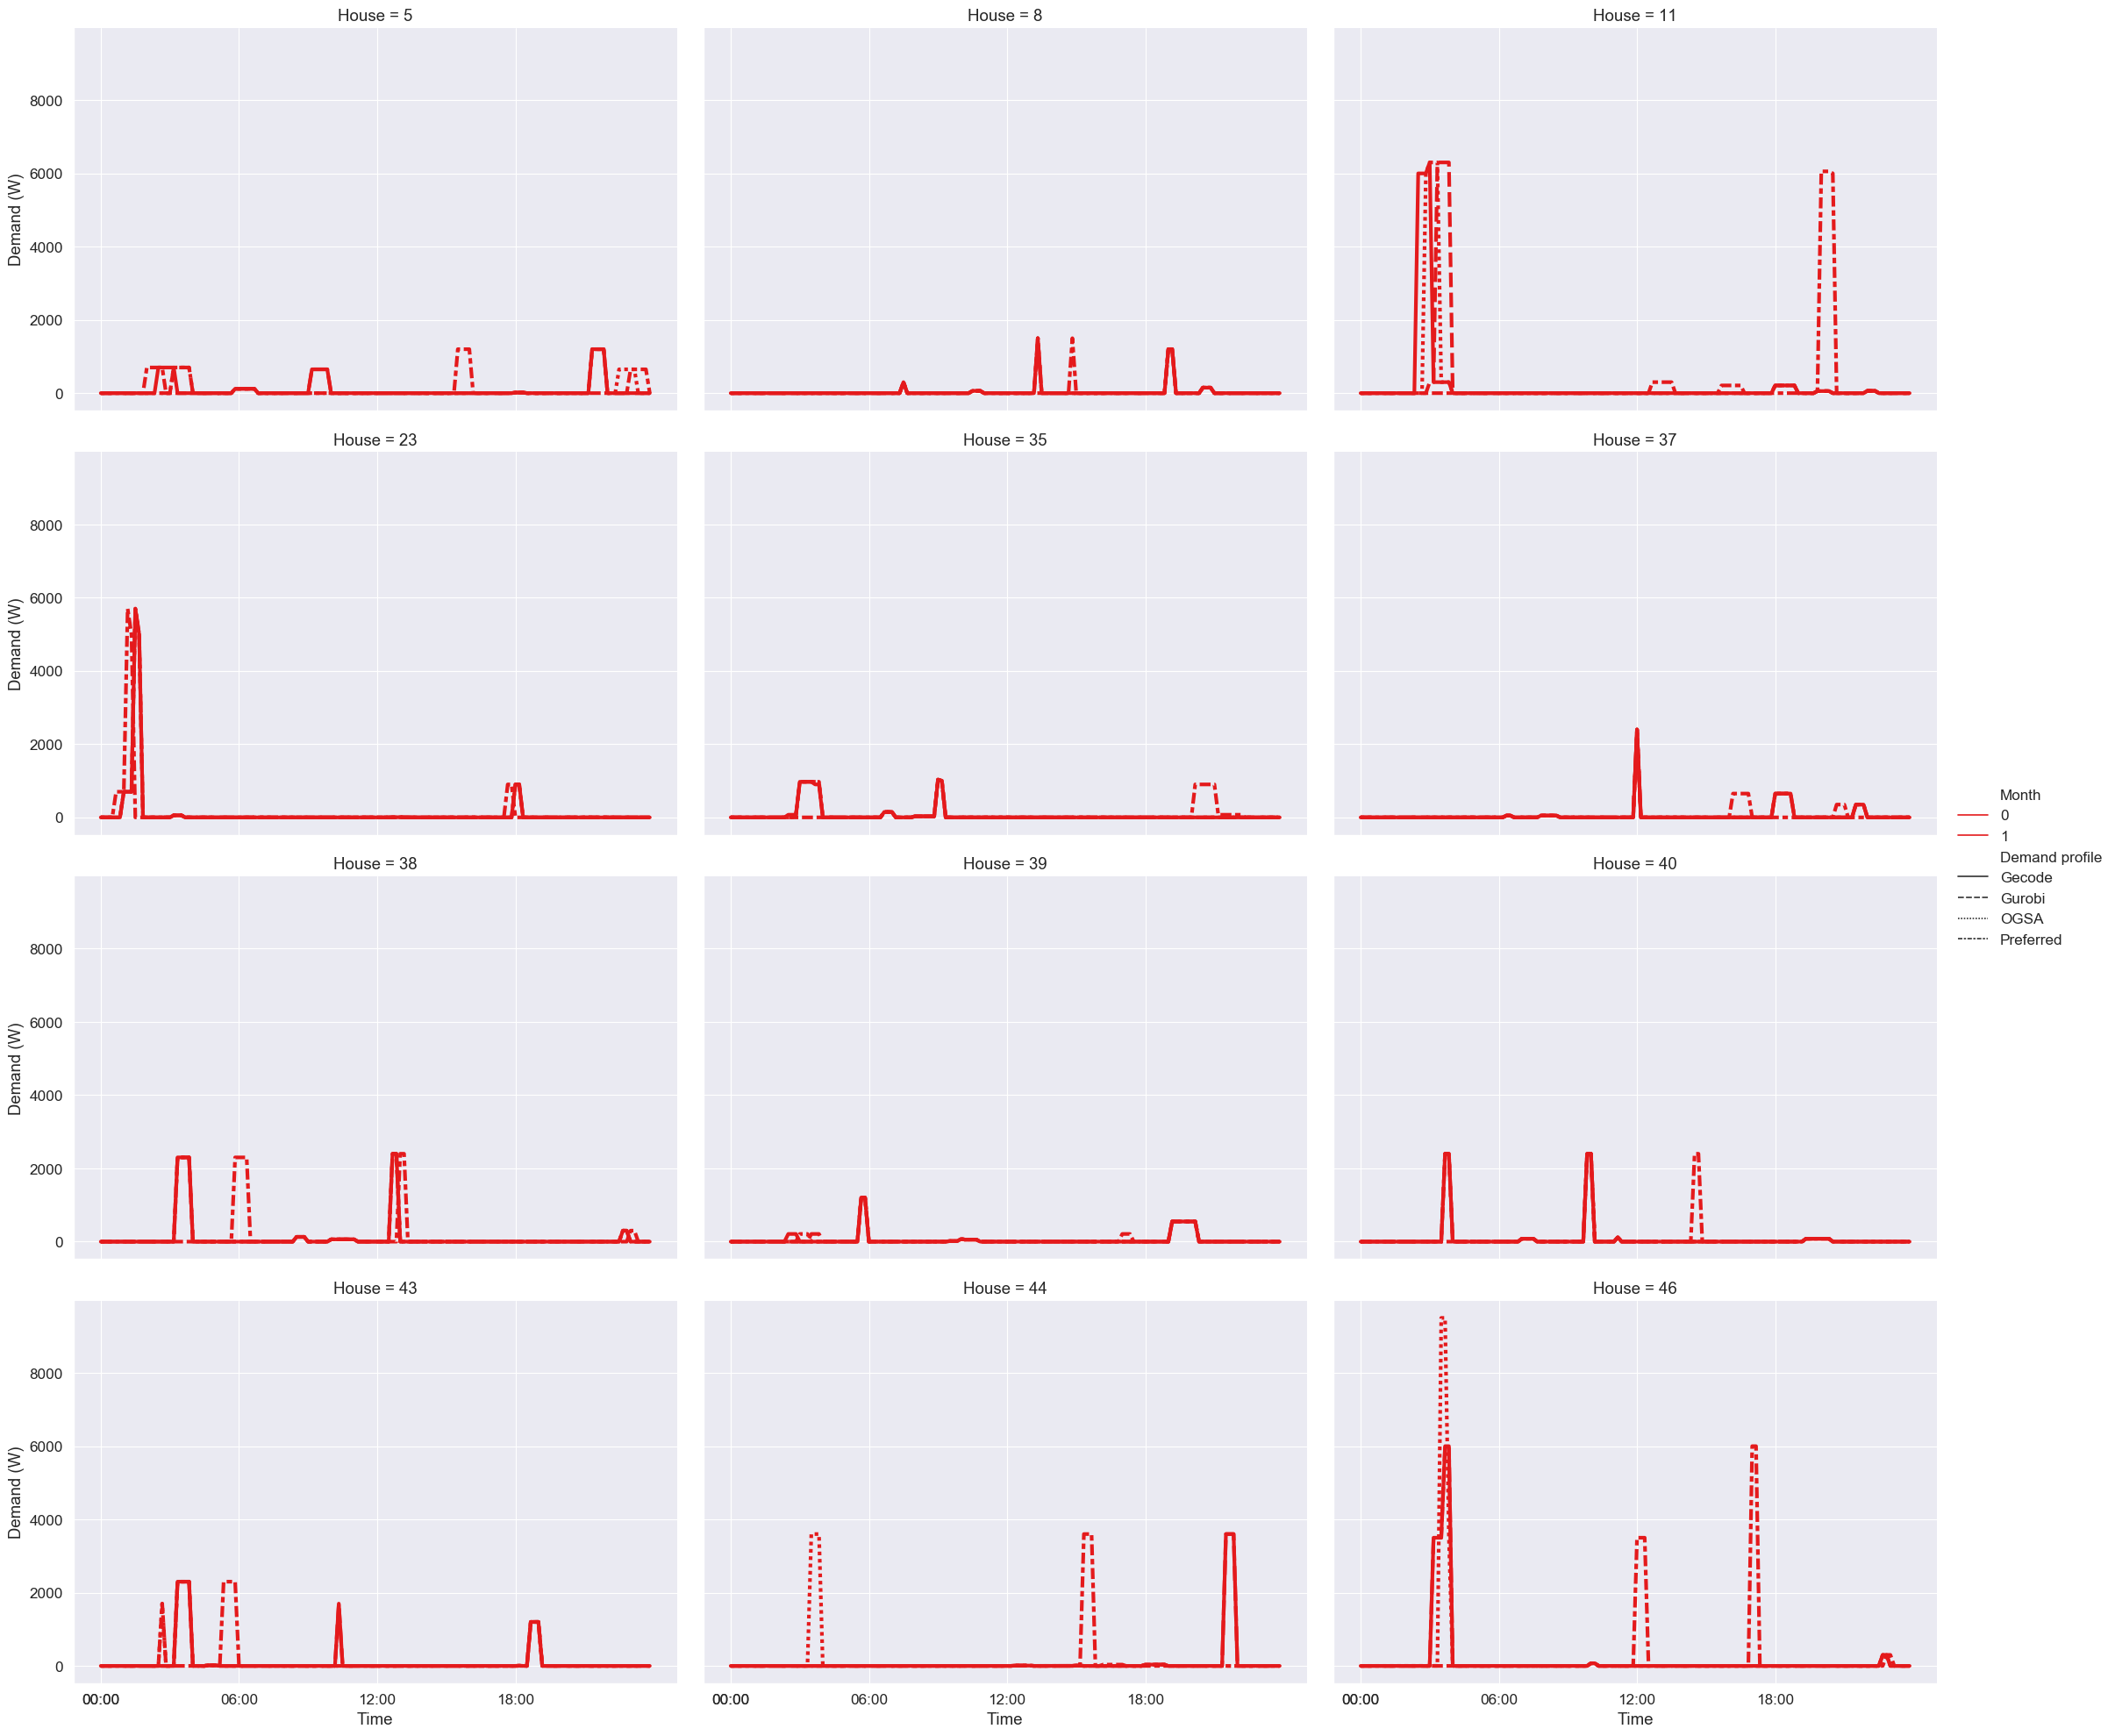 House = 5
House = 8
House = 11
8000
6000
4000
2000
0
Demand (W)
House = 23
House = 35
House = 37
8000
6000
4000
2000
0
Demand (W)
House = 38
House = 39
House = 40
8000
6000
4000
2000
0
Demand (W)
House = 43
House = 44
House = 46
8000
6000
4000
2000
0
Demand (W)
00:00 06:00 12:00 18:00
00:00 06:00 12:00 18:00
00:00 06:00 12:00 18:00
Time
Time
Time
Month
0
1
Demand profile
Gecode
Gurobi
OGSA
Preferred